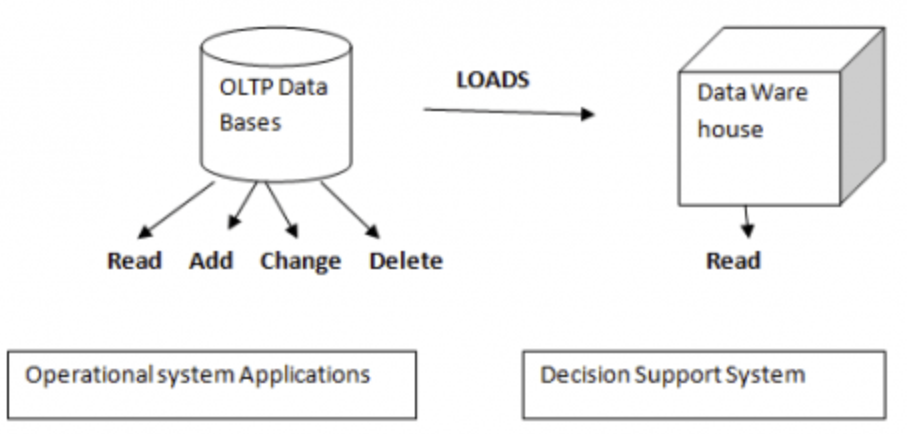 OLTP Data
Bases
LOADS
Data Ware
house
Read Add Change Delete
Read
Operational system Applications
Decision Support System